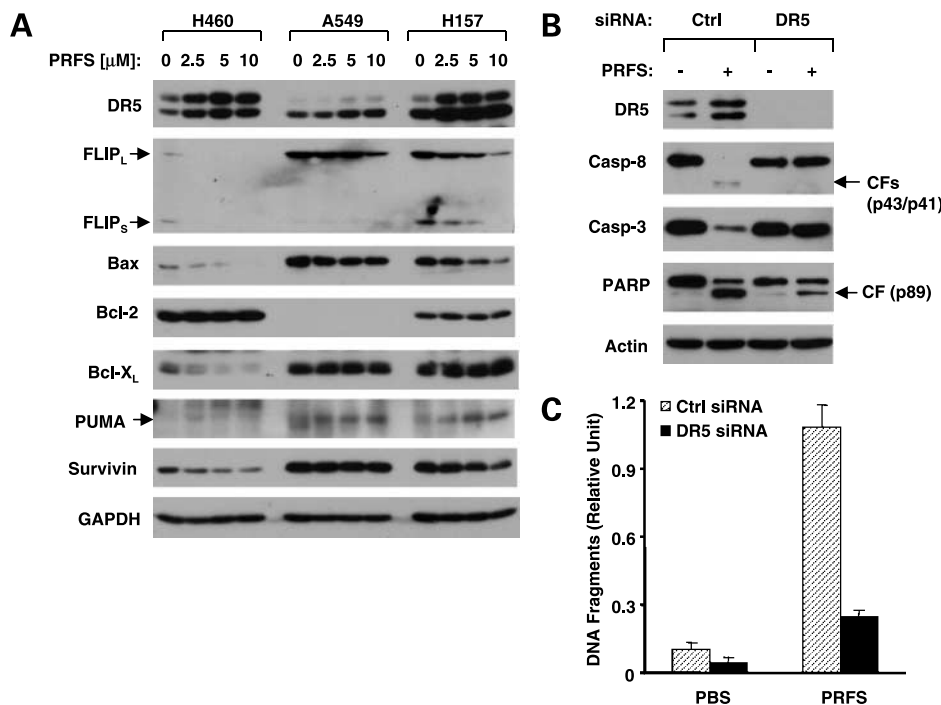 A
H460 A549 H157
PRFS [µM]: 0 2.5 5 10 0 2.5 5 10 0 2.5 5 10
DR5
FLIPL
FLIPS
Bax
Bcl-2
Bcl-XL
PUMA
Survivin
GAPDH
B
siRNA: Ctrl DR5
PRFS: - + - +
DR5
Casp-8
CFs
(p43/p41)
Casp-3
PARP
CF (p89)
Actin
C
DNA Fragments (Relative Unit)
1.2
0.9
0.6
0.3
0
Ctrl siRNA
DR5 siRNA
PBS PRFS